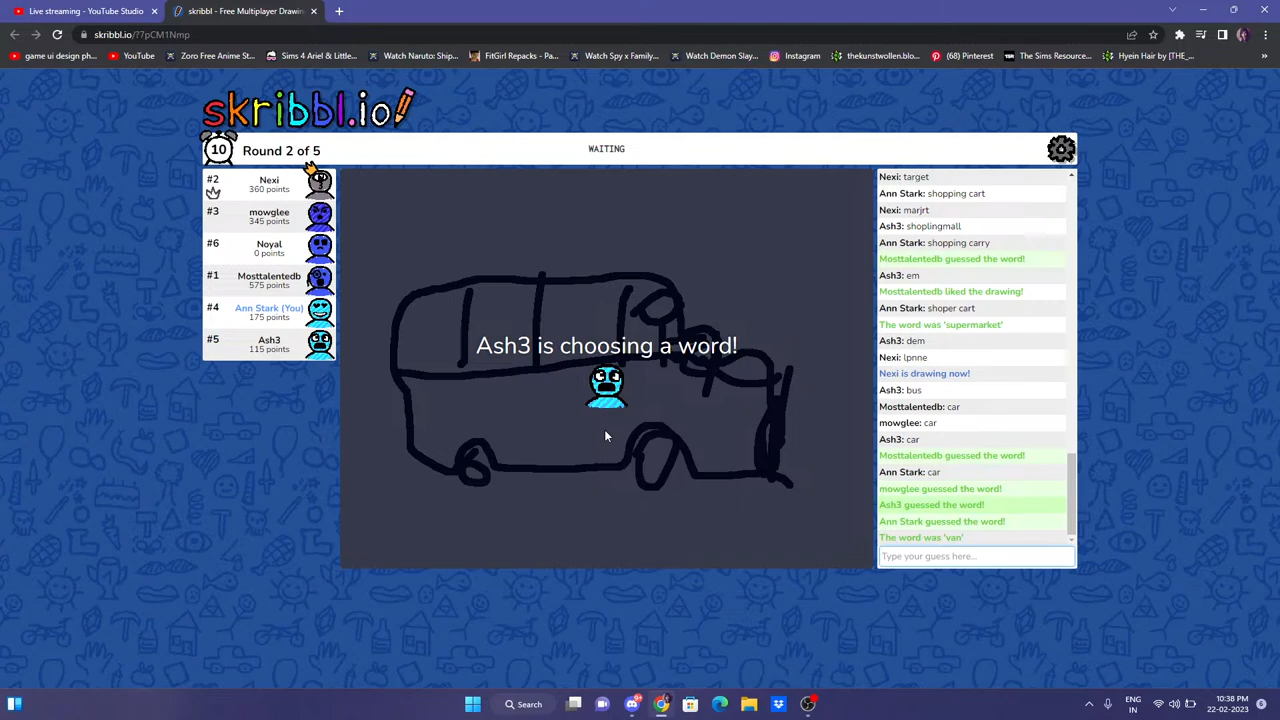 Live streaming - YouTube Studio
skribbl - Free Multiplayer Drawin
skribbl.io/?7pCM1Nmp
game ui design ph...
YouTube
Zoro Free Anime St...
Sims 4 Ariel & Little...
Watch Naruto: Ship...
FitGirl Repacks - Pa...
Watch Spy x Family...
Watch Demon Slay...
Instagram
thekunstwollen.blo...
(68) Pinterest
The Sims Resource...
Hyein Hair by [THE_...
skribbl.io
10
Round 2 of 5
WAITING
#2
Nexi
360 points
#3
mowglee
345 points
#6
Noyal
0 points
#1
Mosttalentedb
575 points
#4
Ann Stark (You)
175 points
#5
Ash3
115 points
Ash3 is choosing a word!
Nexi: target
Ann Stark: shopping cart
Nexi: marjrt
Ash3: shoplingmall
Ann Stark: shopping carry
Mosttalentedb guessed the word!
Ash3: em
Mosttalentedb liked the drawing!
Ann Stark: shoper cart
The word was 'supermarket'
Ash3: dem
Nexi: lpnne
Nexi is drawing now!
Ash3: bus
Mosttalentedb: car
mowglee: car
Ash3: car
Mosttalentedb guessed the word!
Ann Stark: car
mowglee guessed the word!
Ash3 guessed the word!
Ann Stark guessed the word!
The word was 'van'
Type your guess here...
Search
ENG
IN
10:38 PM
22-02-2023